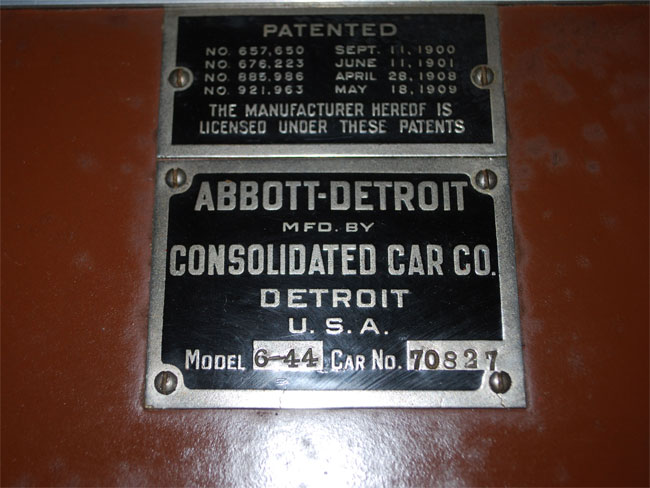 PATENTED
NO. 657,650 SEPT. 11, 1900
NO. 676,223 JUNE 11, 1901
NO. 885,986 APRIL 28, 1908
NO. 921,963 MAY 18, 1909
THE MANUFACTURER HEREOF IS
LICENSED UNDER THESE PATENTS
ABBOTT-DETROIT
MFD. BY
CONSOLIDATED CAR CO.
DETROIT
U. S. A.
MODEL 6-44 CAR NO. 70827